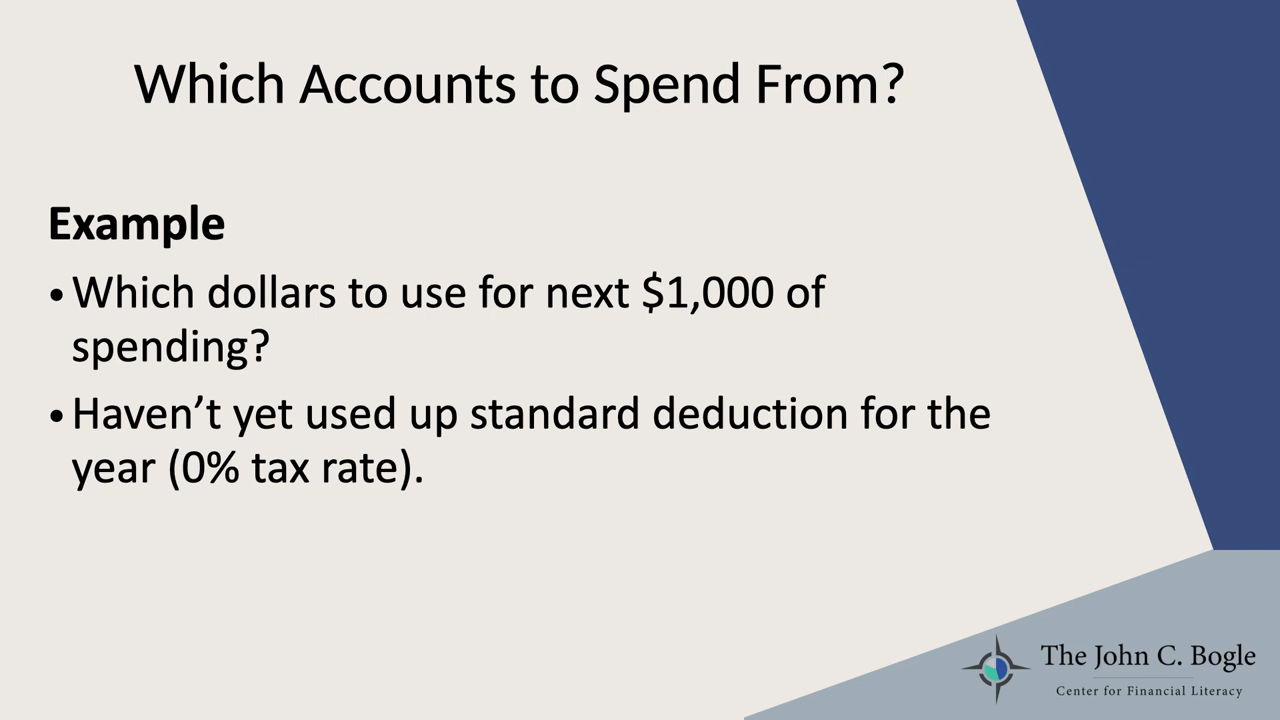 Which Accounts to Spend From?
Example
•Which dollars to use for next $1,000 of
spending?
•Haven’t yet used up standard deduction for the
year (0% tax rate).
The John C. Bogle
Center for Financial Literacy